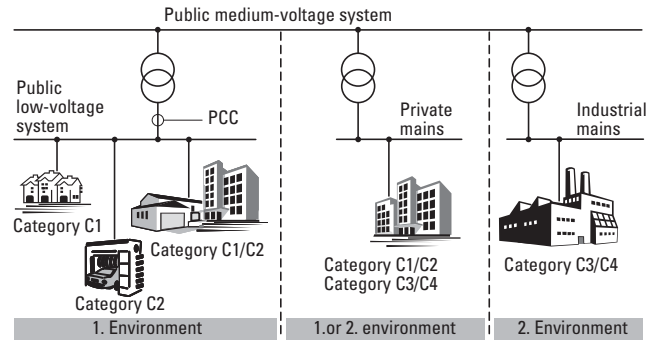 Public medium-voltage system
Public
low-voltage
system
PCC
Private
mains
Industrial
mains
Category C1
Category C1/C2
Category C2
Category C1/C2
Category C3/C4
Category C3/C4
1. Environment
1.or 2. environment
2. Environment